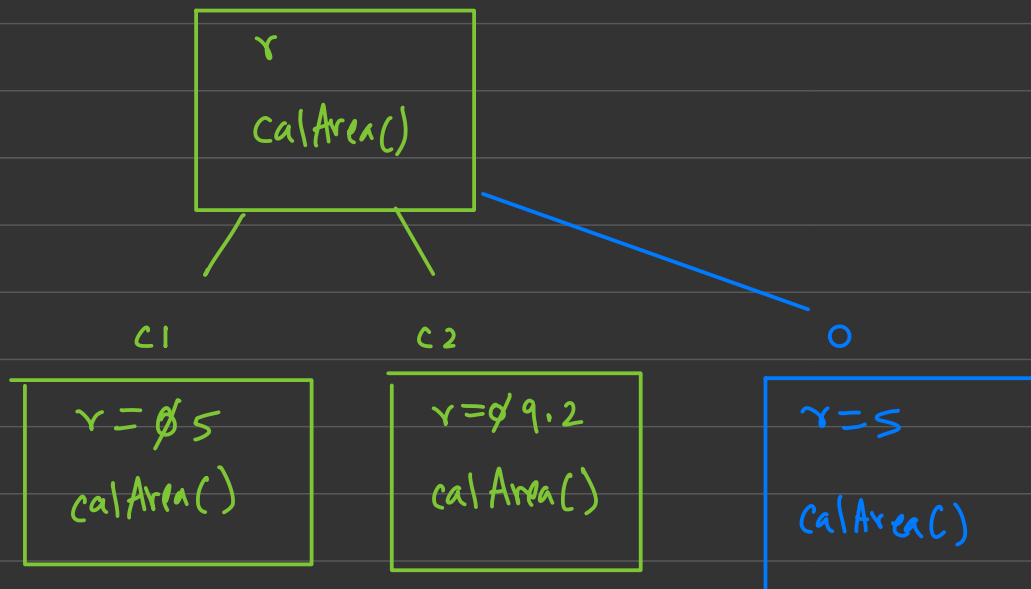 r
calArea()
C1
C2
O
r=0 5
calArea()
r=0 9.2
calArea()
r=5
calArea()